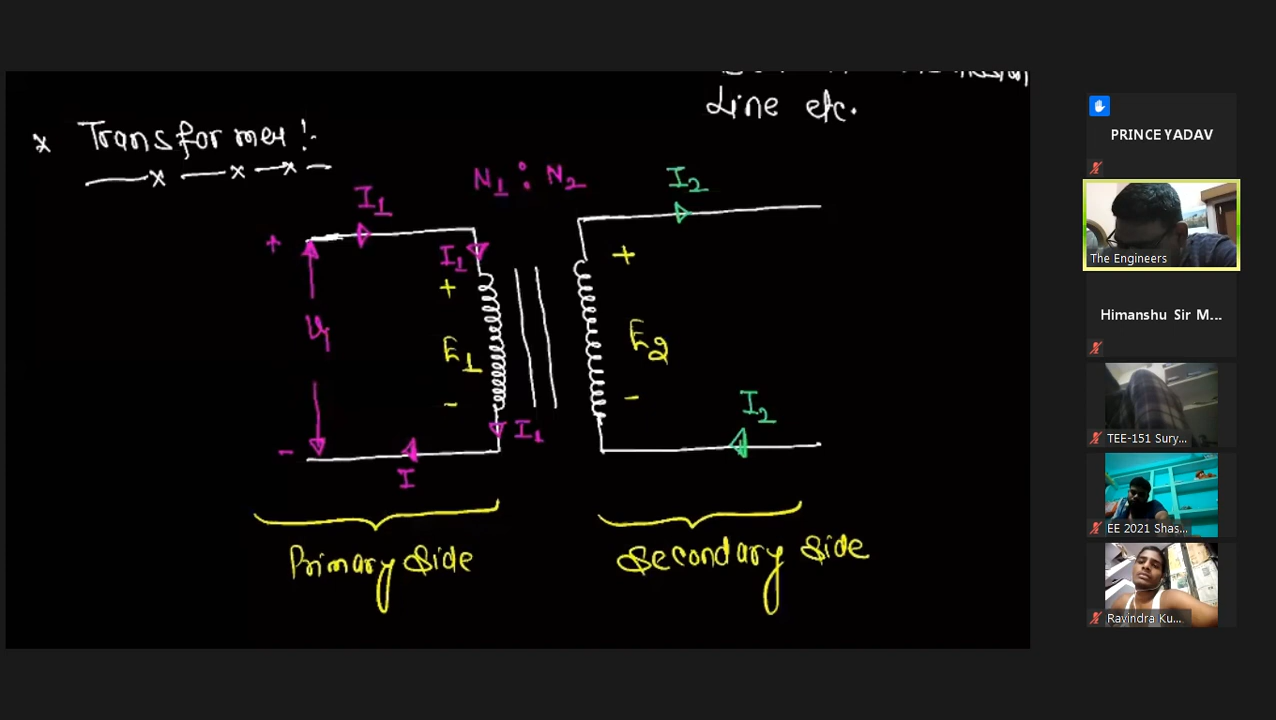 Line etc.
* Transformer :-
N1 : N2
I1
I2
+
I1
+
+
V1
E1
E2
-
-
I1
I2
-
I
Primary side
Secondary side
PRINCE YADAV
The Engineers
Himanshu Sir M...
TEE-151 Sury...
EE 2021 Shas...
Ravindra Ku...